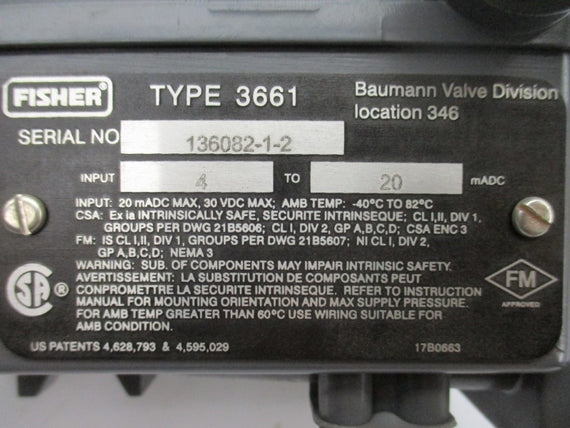 FISHER® TYPE 3661 Baumann Valve Division
location 346
SERIAL NO 136082-1-2
INPUT 4 TO 20 mADC
INPUT: 20 mADC MAX, 30 VDC MAX; AMB TEMP: -40°C TO 82°C
CSA: Ex ia INTRINSICALLY SAFE, SECURITE INTRINSEQUE; CL I,II, DIV 1,
GROUPS PER DWG 21B5606; CL I, DIV 2, GP A,B,C,D; CSA ENC 3
FM: IS CL I,II, DIV 1, GROUPS PER DWG 21B5607; NI CL I, DIV 2,
GP A,B,C,D; NEMA 3
WARNING: SUB. OF COMPONENTS MAY IMPAIR INTRINSIC SAFETY.
AVERTISSEMENT: LA SUBSTITUTION DE COMPOSANTS PEUT
CONPROMETTRE LA SECURITE INTRINSEQUE. REFER TO INSTRUCTION
MANUAL FOR MOUNTING ORIENTATION AND MAX SUPPLY PRESSURE.
FOR AMB TEMP GREATER THAN 60°C USE WIRING SUITABLE FOR
AMB CONDITION.
SA ®
FM
APPROVED
US PATENTS 4,628,793 & 4,595,029 17B0663